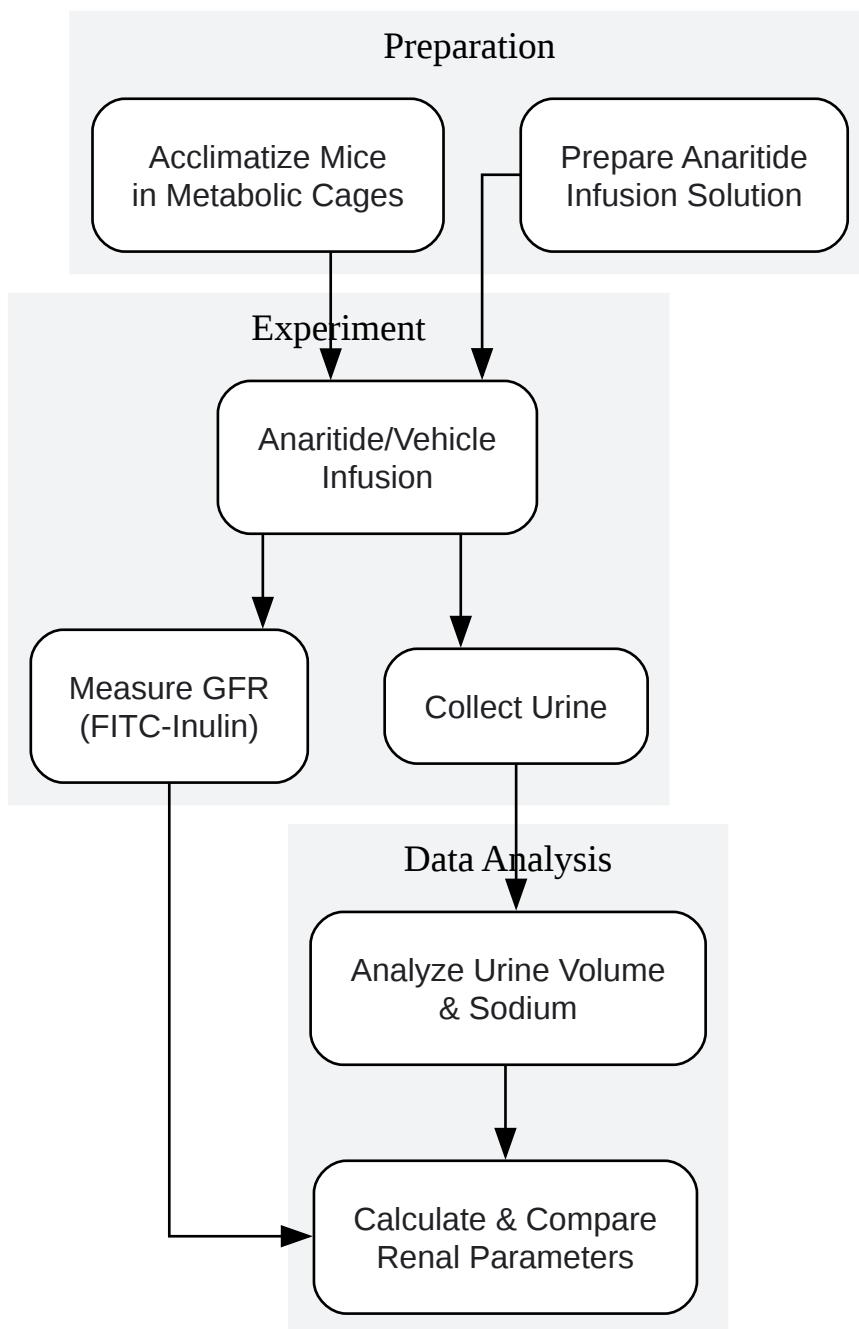 Preparation
Acclimatize Mice
in Metabolic Cages
Prepare Anaritide
Infusion Solution
Experiment
Anaritide/Vehicle
Infusion
Measure GFR
(FITC-Inulin)
Collect Urine
Data Analysis
Analyze Urine Volume
& Sodium
Calculate & Compare
Renal Parameters